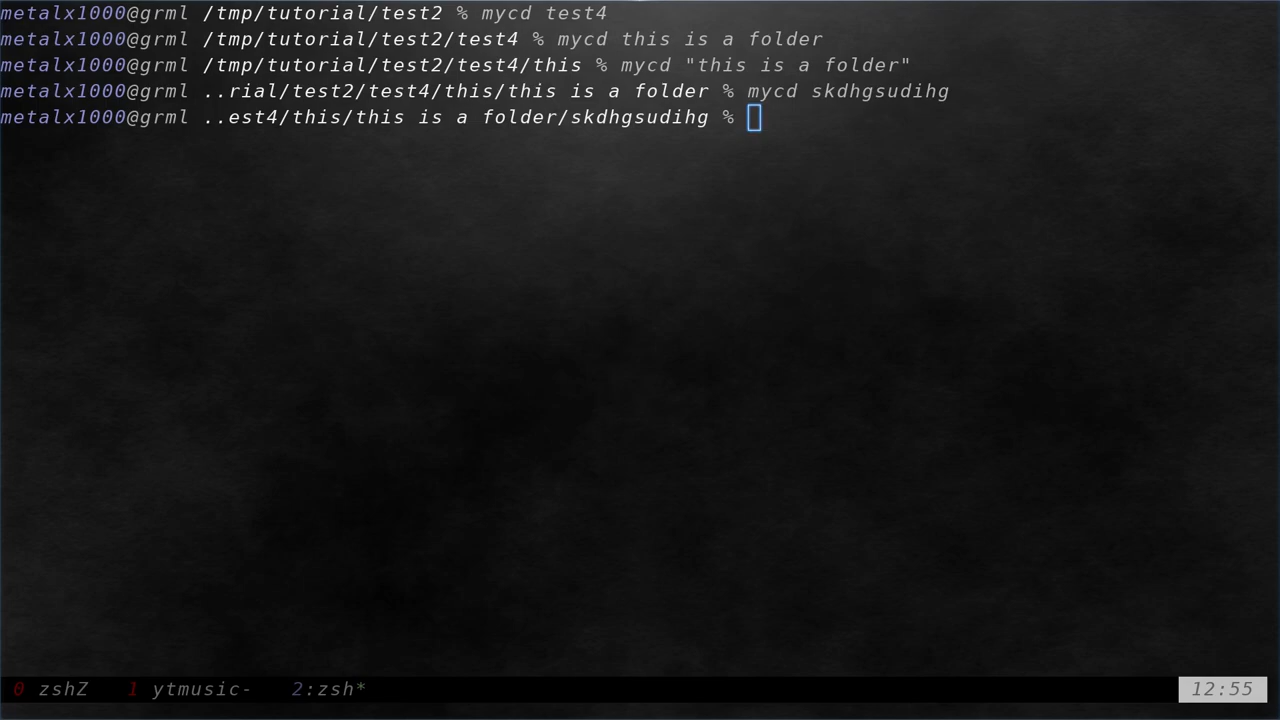 metalx1000@grml /tmp/tutorial/test2 % mycd test4
metalx1000@grml /tmp/tutorial/test2/test4 % mycd this is a folder
metalx1000@grml /tmp/tutorial/test2/test4/this % mycd "this is a folder"
metalx1000@grml ..rial/test2/test4/this/this is a folder % mycd skdhgsudihg
metalx1000@grml ..est4/this/this is a folder/skdhgsudihg %
0 zshZ 1 ytmusic- 2:zsh* 12:55